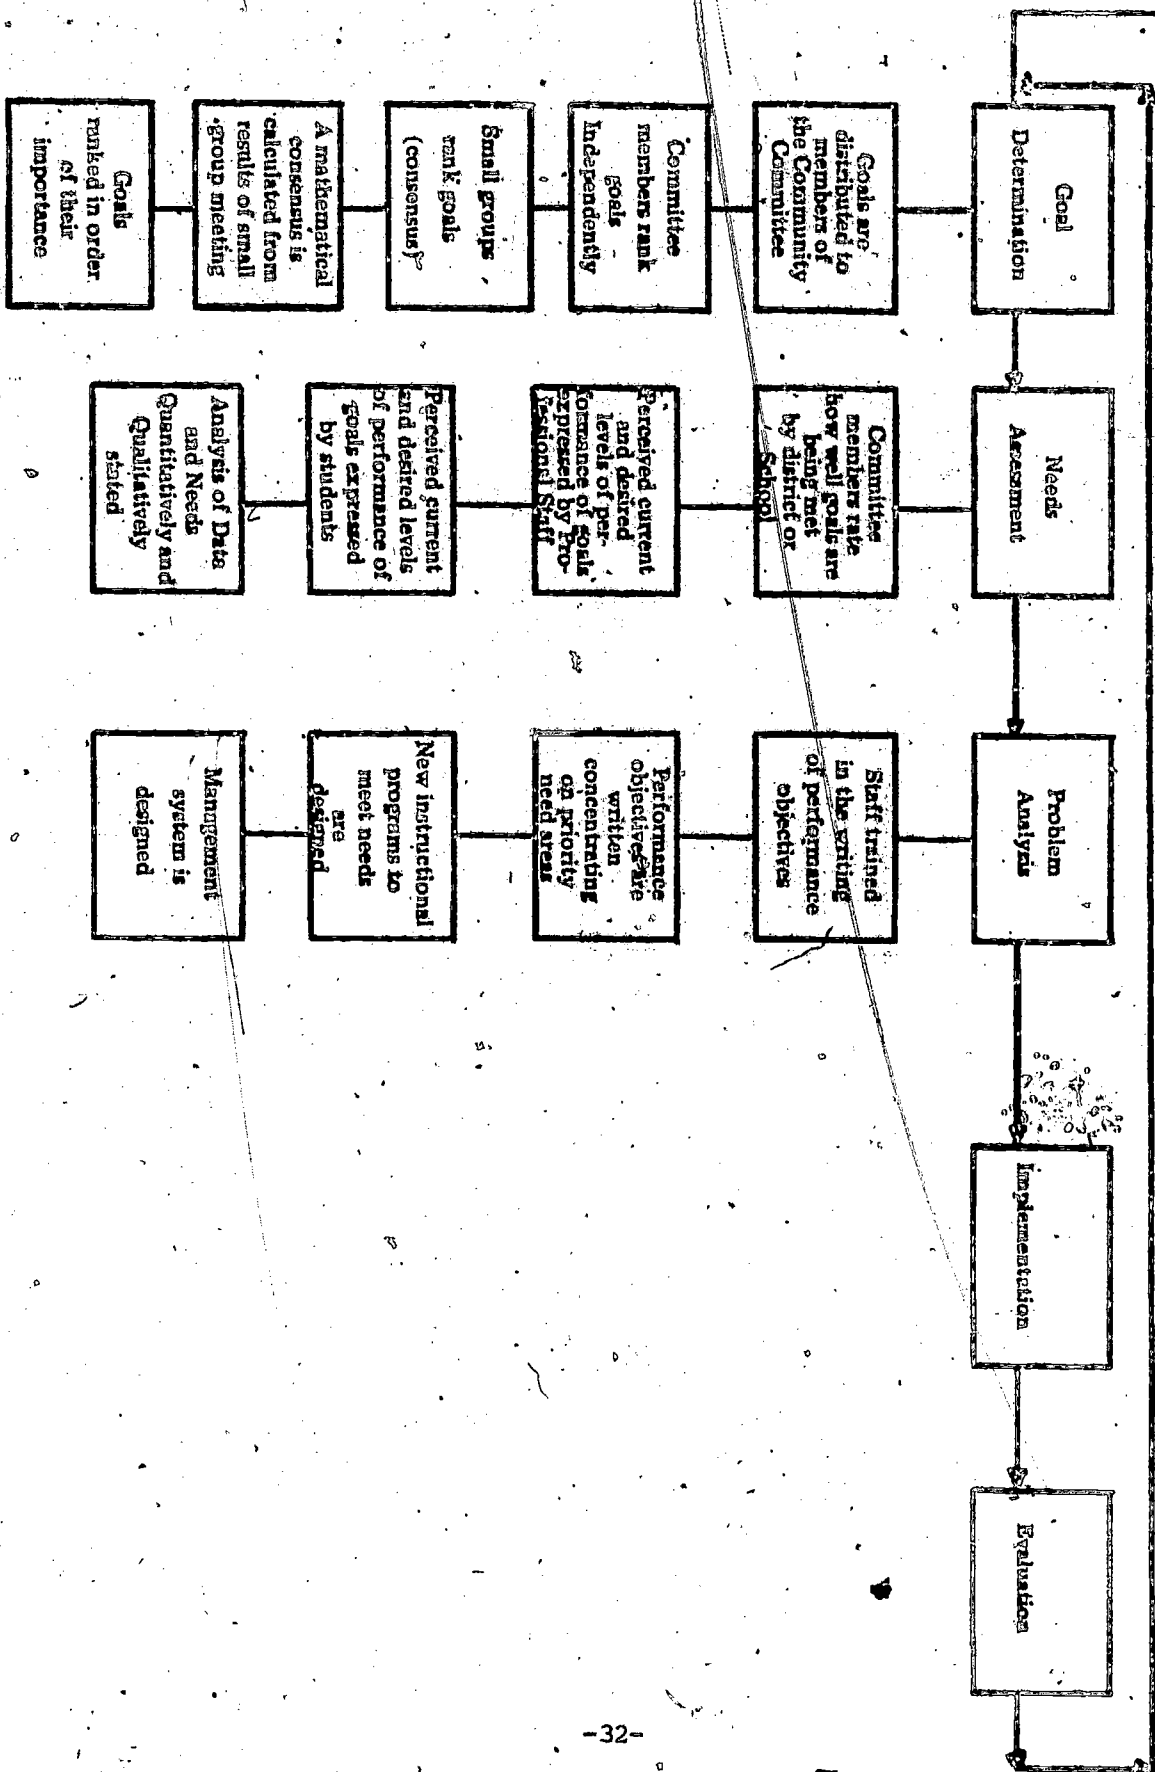 Goal
Determination
Goals are
distributed to
members of
the Community
Committee
Committee
members rank
goals
Independently
Small groups
rank goals
(consensus)
A mathematical
consensus is
calculated from
results of small
group meeting
Goals
ranked in order
of their
importance
Needs
Assessment
Committee
members rate
how well goals are
being met
by district or
School
Perceived current
and desired
levels of per-
formance of goals
expressed by Pro-
fessional Staff
Perceived current
and desired levels
of performance of
goals expressed
by students
Analysis of Data
and Needs
Quantitatively and
Qualitatively
stated
Problem
Analysis
Staff trained
in the writing
of performance
objectives
Performance
objectives are
written
concentrating
on priority
need areas
New instructional
programs to
meet needs
are
designed
Management
system is
designed
Implementation
Evaluation
-32-